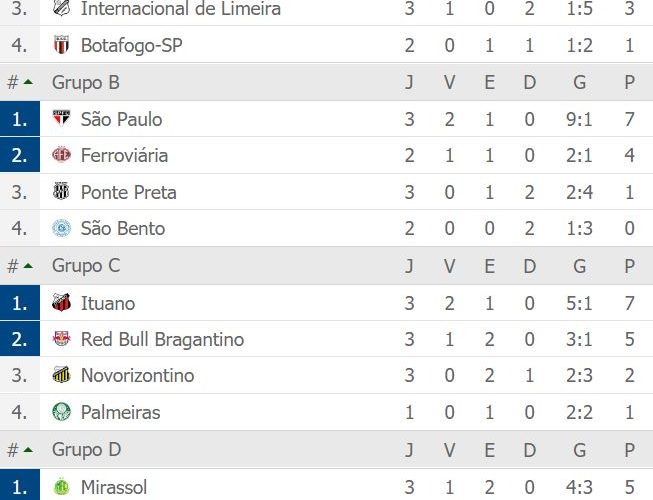 3. Internacional de Limeira 3 1 0 2 1:5 3
4. Botafogo-SP 2 0 1 1 1:2 1
# Grupo B J V E D G P
1. São Paulo 3 2 1 0 9:1 7
2. Ferroviária 2 1 1 0 2:1 4
3. Ponte Preta 3 0 1 2 2:4 1
4. São Bento 2 0 0 2 1:3 0
# Grupo C J V E D G P
1. Ituano 3 2 1 0 5:1 7
2. Red Bull Bragantino 3 1 2 0 3:1 5
3. Novorizontino 3 0 2 1 2:3 2
4. Palmeiras 1 0 1 0 2:2 1
# Grupo D J V E D G P
1. Mirassol 3 1 2 0 4:3 5